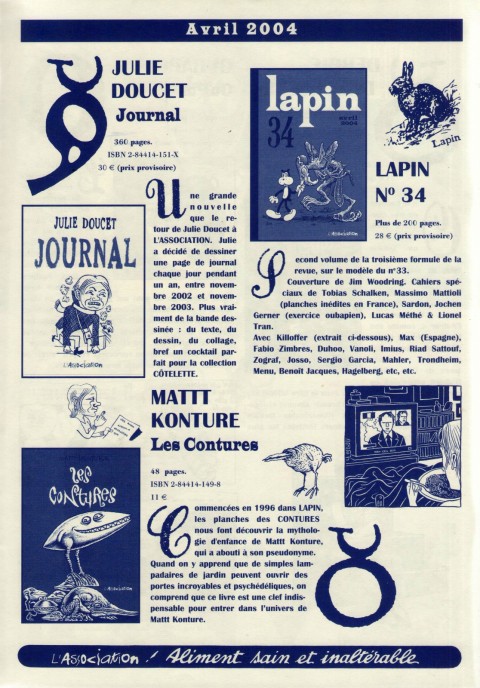 Avril 2004
JULIE
DOUCET
Journal
360 pages.
ISBN 2-84414-151-X
30 € (prix provisoire)
Une grande
nouvelle
que le re-
tour de Julie Doucet à
L'ASSOCIATION. Julie
a décidé de dessiner
une page de journal
chaque jour pendant
un an, entre novem-
bre 2002 et novem-
bre 2003. Plus vrai-
ment de la bande des-
sinée : du texte, du
dessin, du collage,
bref un cocktail par-
fait pour la collection
CÔTELETTE.
JULIE DOUCET
JOURNAL
L'Association
lapin
34
avril
2004
Lapin
LAPIN
N° 34
Plus de 200 pages.
28 € (prix provisoire)
Second volume de la troisième formule de la
revue, sur le modèle du n°33.
Couverture de Jim Woodring. Cahiers spé-
ciaux de Tobias Schalken, Massimo Mattioli
(planches inédites en France), Sardon, Jochen
Gerner (exercice oubapien), Lucas Méthé & Lionel
Tran.
Avec Killoffer (extrait ci-dessous), Max (Espagne),
Fabio Zimbres, Duhoo, Vanoli, Imius, Riad Sattouf,
Zograf, Josso, Sergio Garcia, Mahler, Trondheim,
Menu, Benoît Jacques, Hagelberg, etc, etc.
MATTT
KONTURE
Les Contures
48 pages.
ISBN 2-84414-149-8
11 €
Commencées en 1996 dans LAPIN,
les planches des CONTURES
nous font découvrir la mytholo-
gie d'enfance de Mattt Konture,
qui a abouti à son pseudonyme.
Quand on y apprend que de simples lam-
padaires de jardin peuvent ouvrir des
portes incroyables et psychédéliques, on
comprend que ce livre est une clef indis-
pensable pour entrer dans l'univers de
Mattt Konture.
les
contures
L'Association
L'Association ! Aliment sain et inaltérable